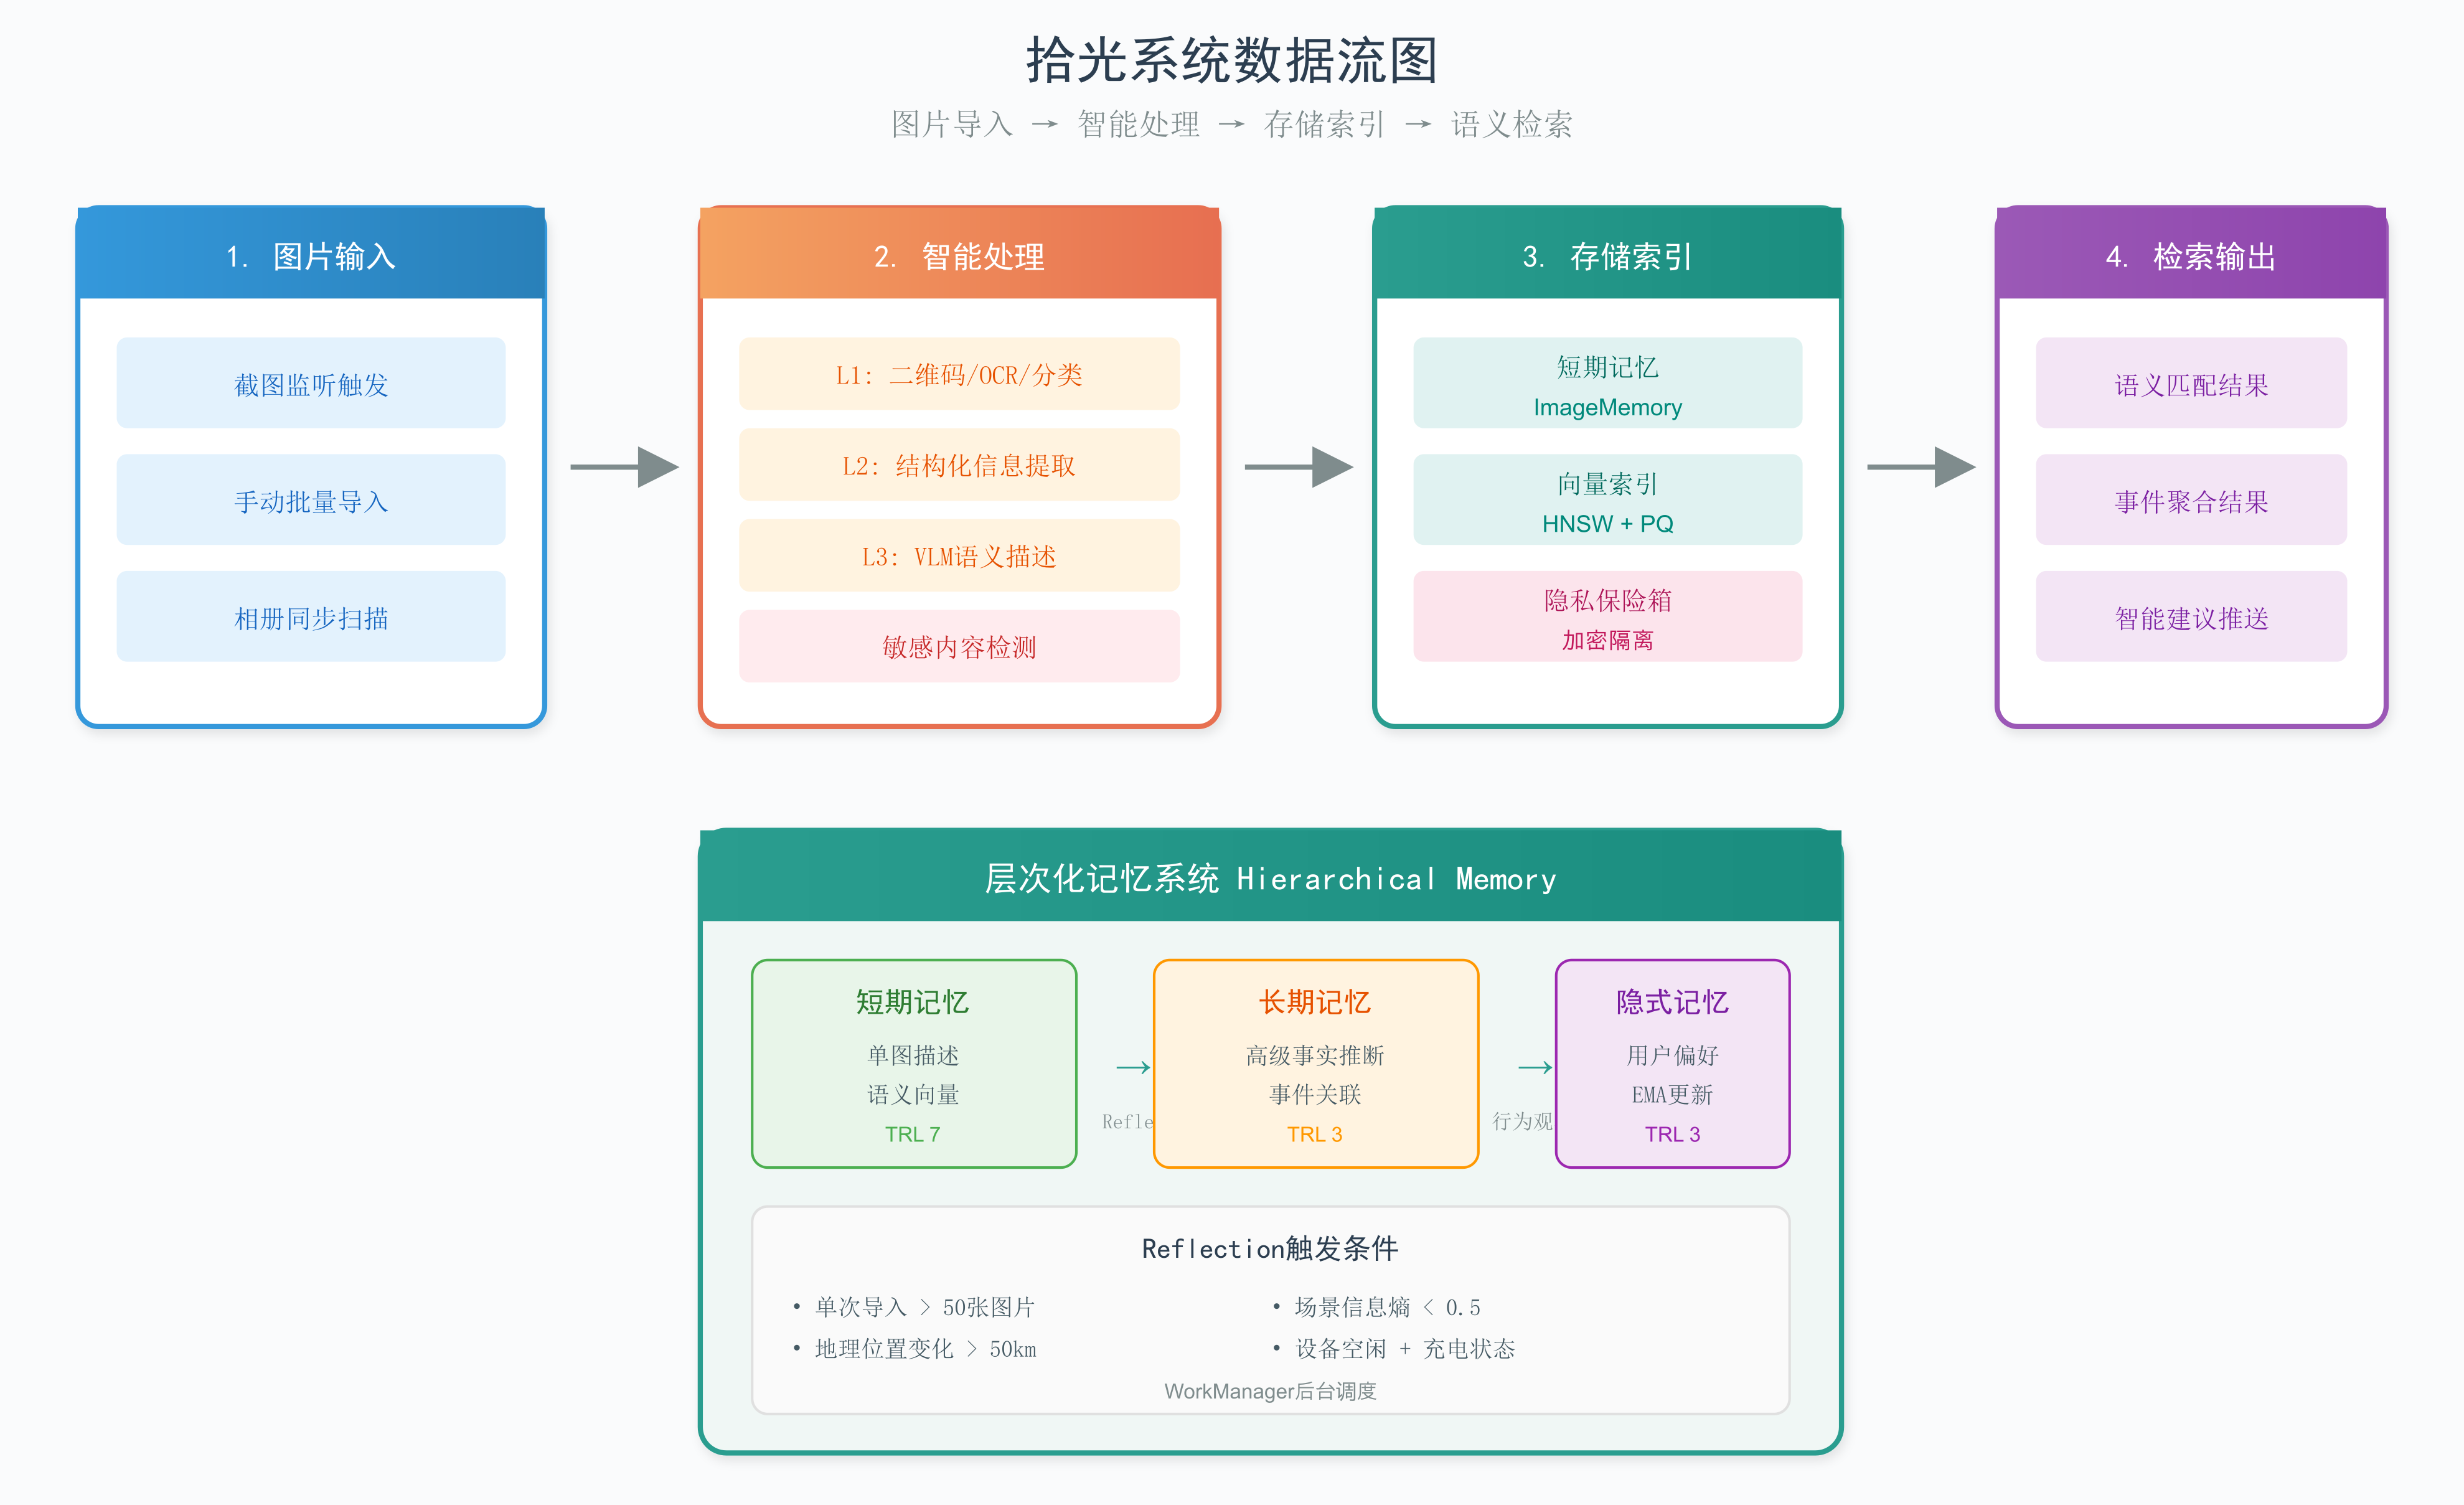 拾光系统数据流图
图片导入 → 智能处理 → 存储索引 → 语义检索
1. 图片输入
截图监听触发
手动批量导入
相册同步扫描
2. 智能处理
L1: 二维码/OCR/分类
L2: 结构化信息提取
L3: VLM语义描述
敏感内容检测
3. 存储索引
短期记忆
ImageMemory
向量索引
HNSW + PQ
隐私保险箱
加密隔离
4. 检索输出
语义匹配结果
事件聚合结果
智能建议推送
层次化记忆系统 Hierarchical Memory
短期记忆
单图描述
语义向量
TRL 7
→
Refle
长期记忆
高级事实推断
事件关联
TRL 3
→
行为观
隐式记忆
用户偏好
EMA更新
TRL 3
Reflection触发条件
• 单次导入 > 50张图片
• 地理位置变化 > 50km
• 场景信息熵 < 0.5
• 设备空闲 + 充电状态
WorkManager后台调度